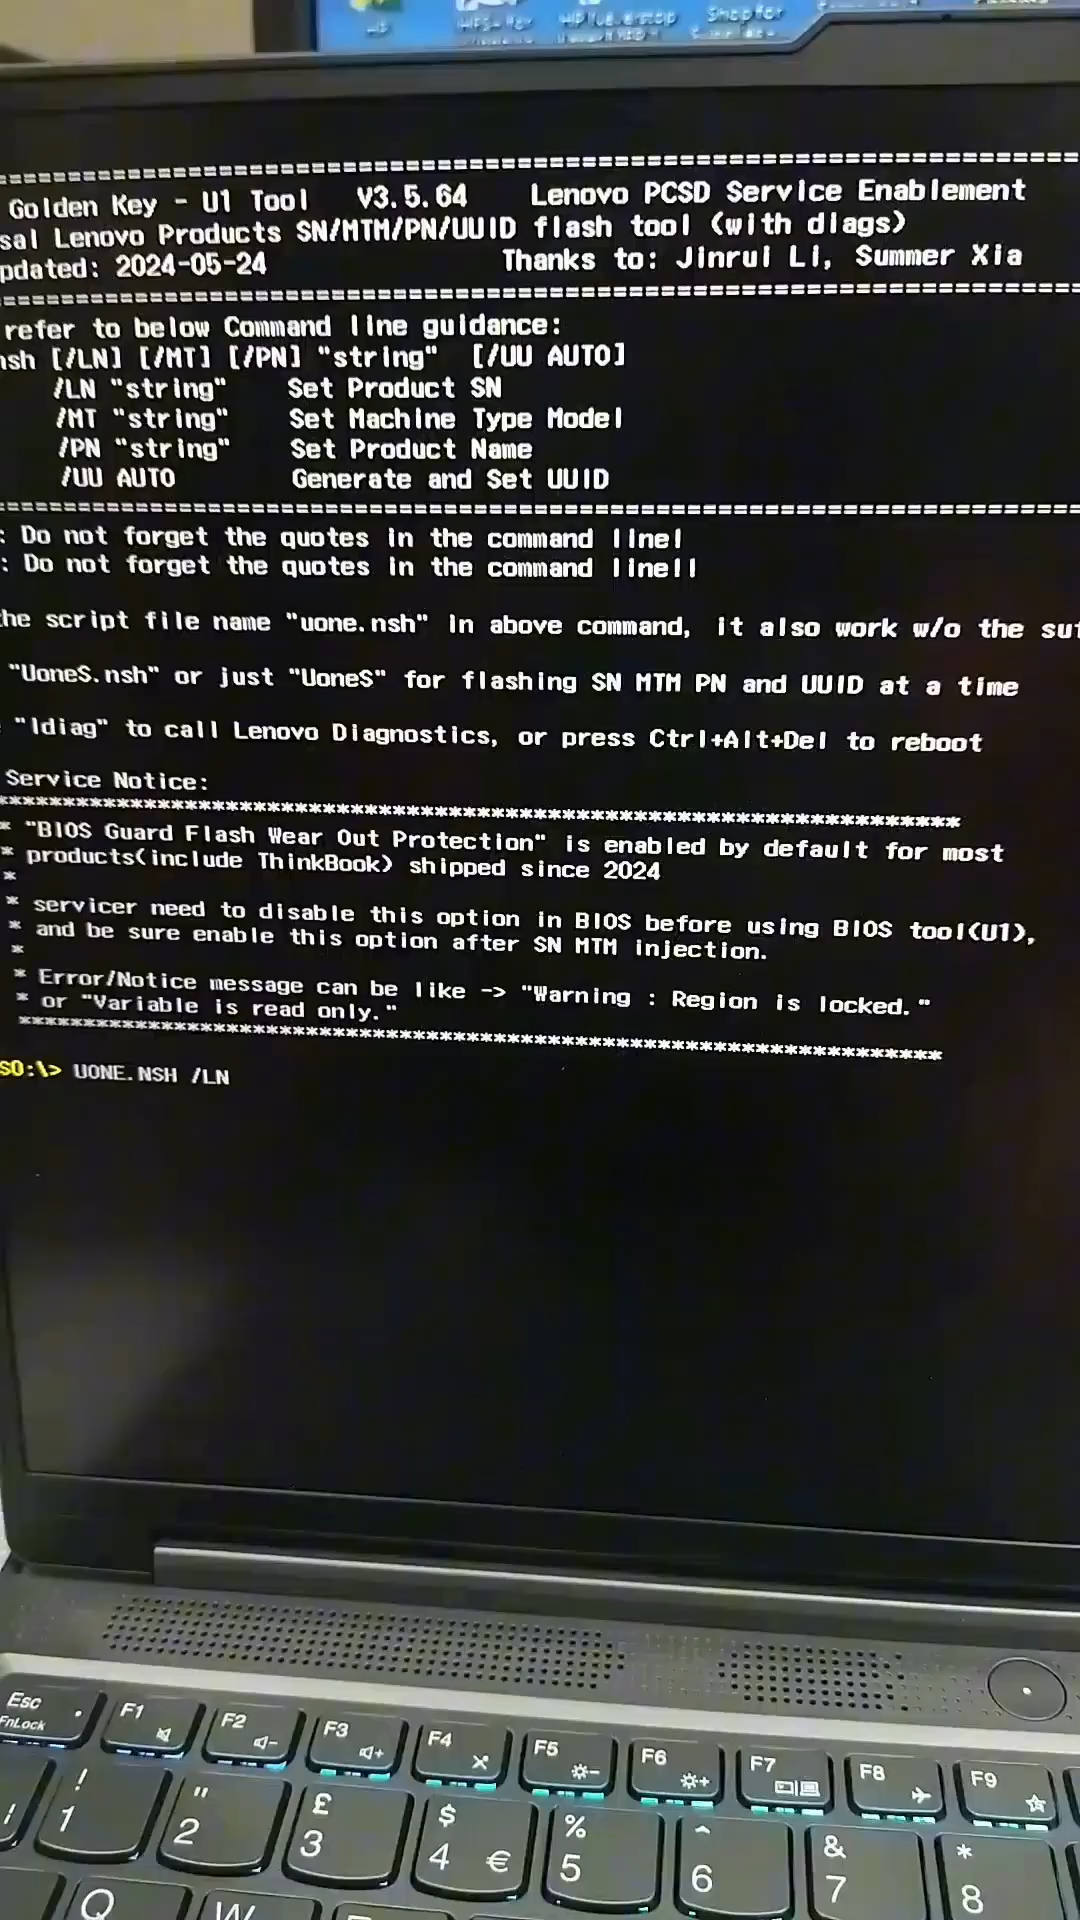 =====================================================================
Golden Key - U1 Tool V3.5.64 Lenovo PCSD Service Enablement
sal Lenovo Products SN/MTM/PN/UUID flash tool (with diags)
pdated: 2024-05-24 Thanks to: Jinrui Li, Summer Xia
=====================================================================
refer to below Command line guidance:
nsh [/LN] [/MT] [/PN] "string" [/UU AUTO]
/LN "string" Set Product SN
/MT "string" Set Machine Type Model
/PN "string" Set Product Name
/UU AUTO Generate and Set UUID
=====================================================================
: Do not forget the quotes in the command line!
: Do not forget the quotes in the command line!!
he script file name "uone.nsh" in above command, it also work w/o the suf
"UoneS.nsh" or just "UoneS" for flashing SN MTM PN and UUID at a time
"ldiag" to call Lenovo Diagnostics, or press Ctrl+Alt+Del to reboot
Service Notice:
*********************************************************************
* "BIOS Guard Flash Wear Out Protection" is enabled by default for most
* products(include ThinkBook) shipped since 2024
*
* servicer need to disable this option in BIOS before using BIOS tool(U1),
* and be sure enable this option after SN MTM injection.
*
* Error/Notice message can be like -> "Warning : Region is locked."
* or "Variable is read only."
*********************************************************************
S0:\> UONE.NSH /LN
Esc F1 F2 F3 F4 F5 F6 F7 F8 F9
FnLock
! " £ $ % ^ & *
1 2 3 4 € 5 6 7 8
Q W